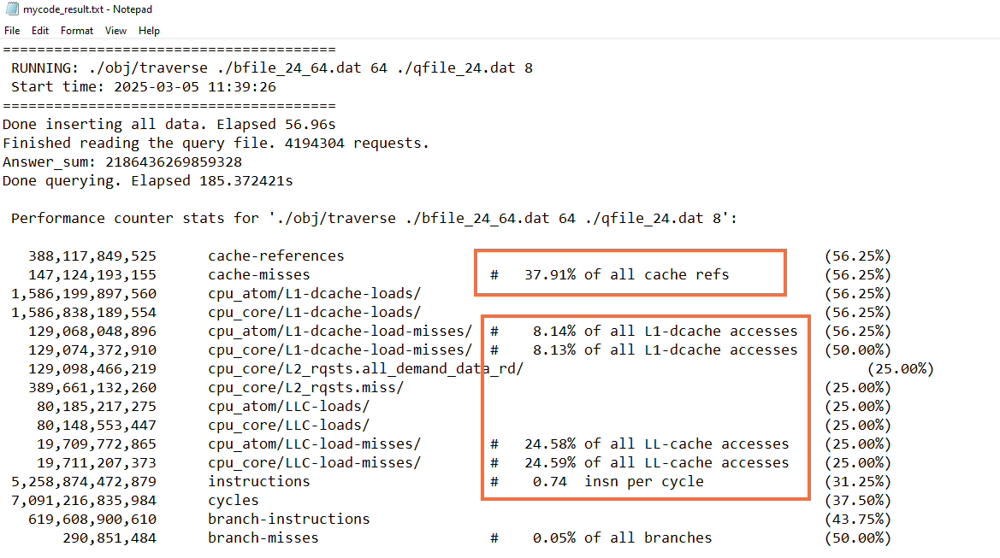 mycode_result.txt - Notepad
File Edit Format View Help
=======================================
RUNNING: ./obj/traverse ./bfile_24_64.dat 64 ./qfile_24.dat 8
Start time: 2025-03-05 11:39:26
=======================================
Done inserting all data. Elapsed 56.96s
Finished reading the query file. 4194304 requests.
Answer_sum: 2186436269859328
Done querying. Elapsed 185.372421s
Performance counter stats for './obj/traverse ./bfile_24_64.dat 64 ./qfile_24.dat 8':
388,117,849,525 cache-references (56.25%)
147,124,193,155 cache-misses # 37.91% of all cache refs (56.25%)
1,586,199,897,560 cpu_atom/L1-dcache-loads/ (56.25%)
1,586,838,189,554 cpu_core/L1-dcache-loads/ (56.25%)
129,068,048,896 cpu_atom/L1-dcache-load-misses/ # 8.14% of all L1-dcache accesses (56.25%)
129,074,372,910 cpu_core/L1-dcache-load-misses/ # 8.13% of all L1-dcache accesses (50.00%)
129,098,466,219 cpu_core/L2_rqsts.all_demand_data_rd/ (25.00%)
389,661,132,260 cpu_core/L2_rqsts.miss/ (25.00%)
80,185,217,275 cpu_atom/LLC-loads/ (25.00%)
80,148,553,447 cpu_core/LLC-loads/ (25.00%)
19,709,772,865 cpu_atom/LLC-load-misses/ # 24.58% of all LL-cache accesses (25.00%)
19,711,207,373 cpu_core/LLC-load-misses/ # 24.59% of all LL-cache accesses (25.00%)
5,258,874,472,879 instructions # 0.74 insn per cycle (31.25%)
7,091,216,835,984 cycles (37.50%)
619,608,900,610 branch-instructions (43.75%)
290,851,484 branch-misses # 0.05% of all branches (50.00%)